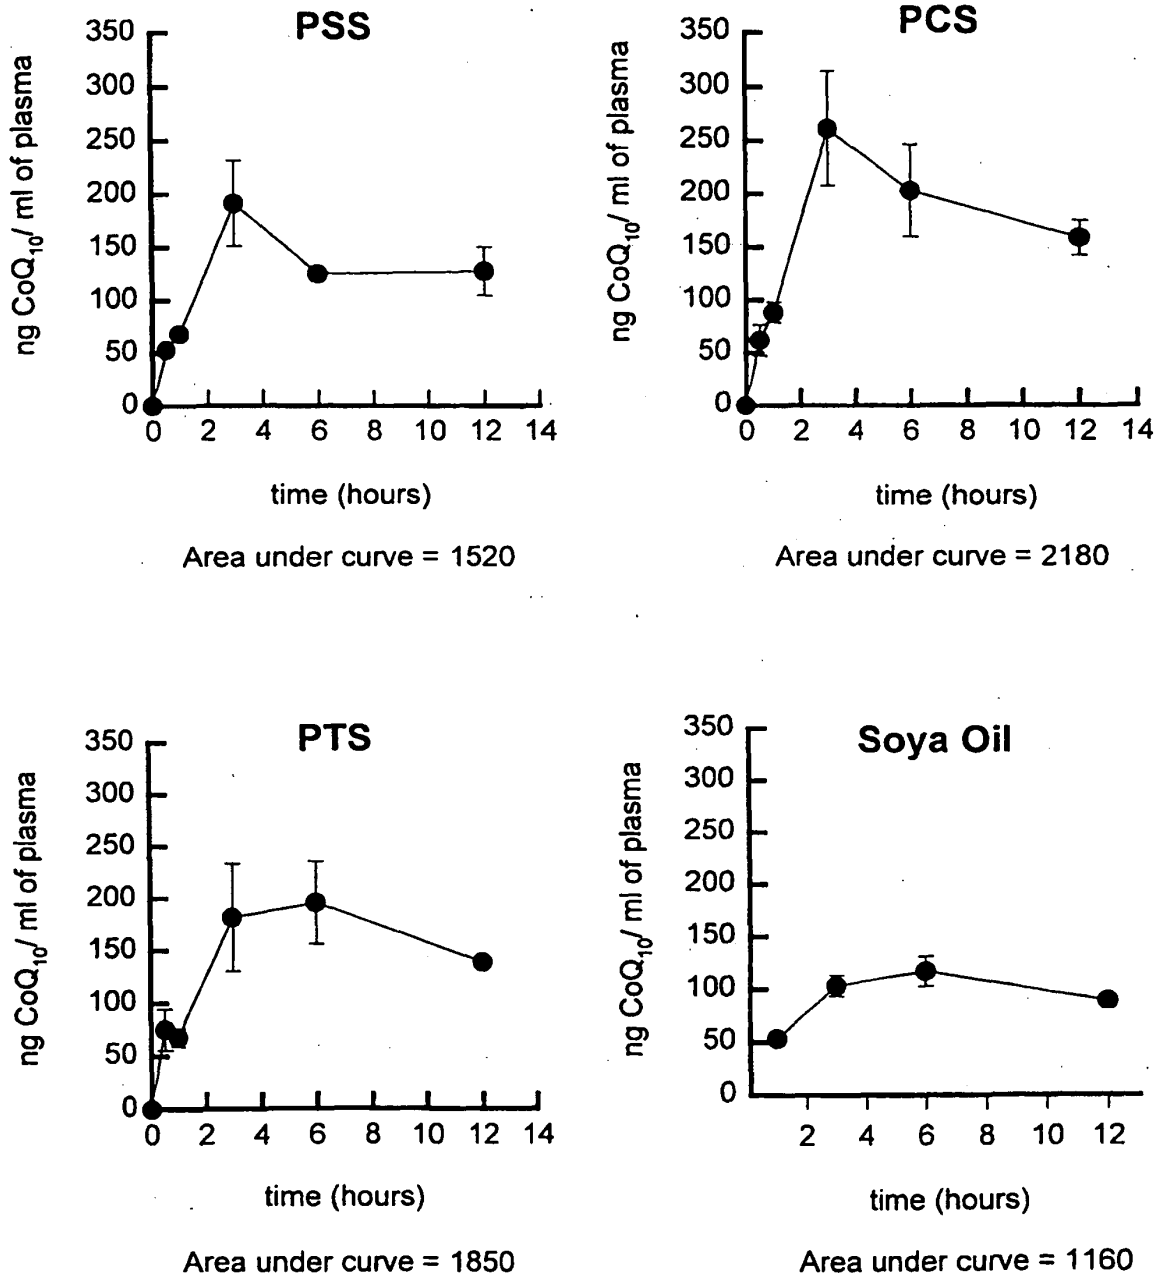 PSS
350
300
250
200
150
100
50
0
ng CoQ10/ ml of plasma
0 2 4 6 8 10 12 14
time (hours)
Area under curve = 1520
PCS
350
300
250
200
150
100
50
0
ng CoQ10/ ml of plasma
0 2 4 6 8 10 12 14
time (hours)
Area under curve = 2180
PTS
350
300
250
200
150
100
50
0
ng CoQ10/ ml of plasma
0 2 4 6 8 10 12 14
time (hours)
Area under curve = 1850
Soya Oil
350
300
250
200
150
100
50
0
ng CoQ10/ ml of plasma
2 4 6 8 10 12
time (hours)
Area under curve = 1160